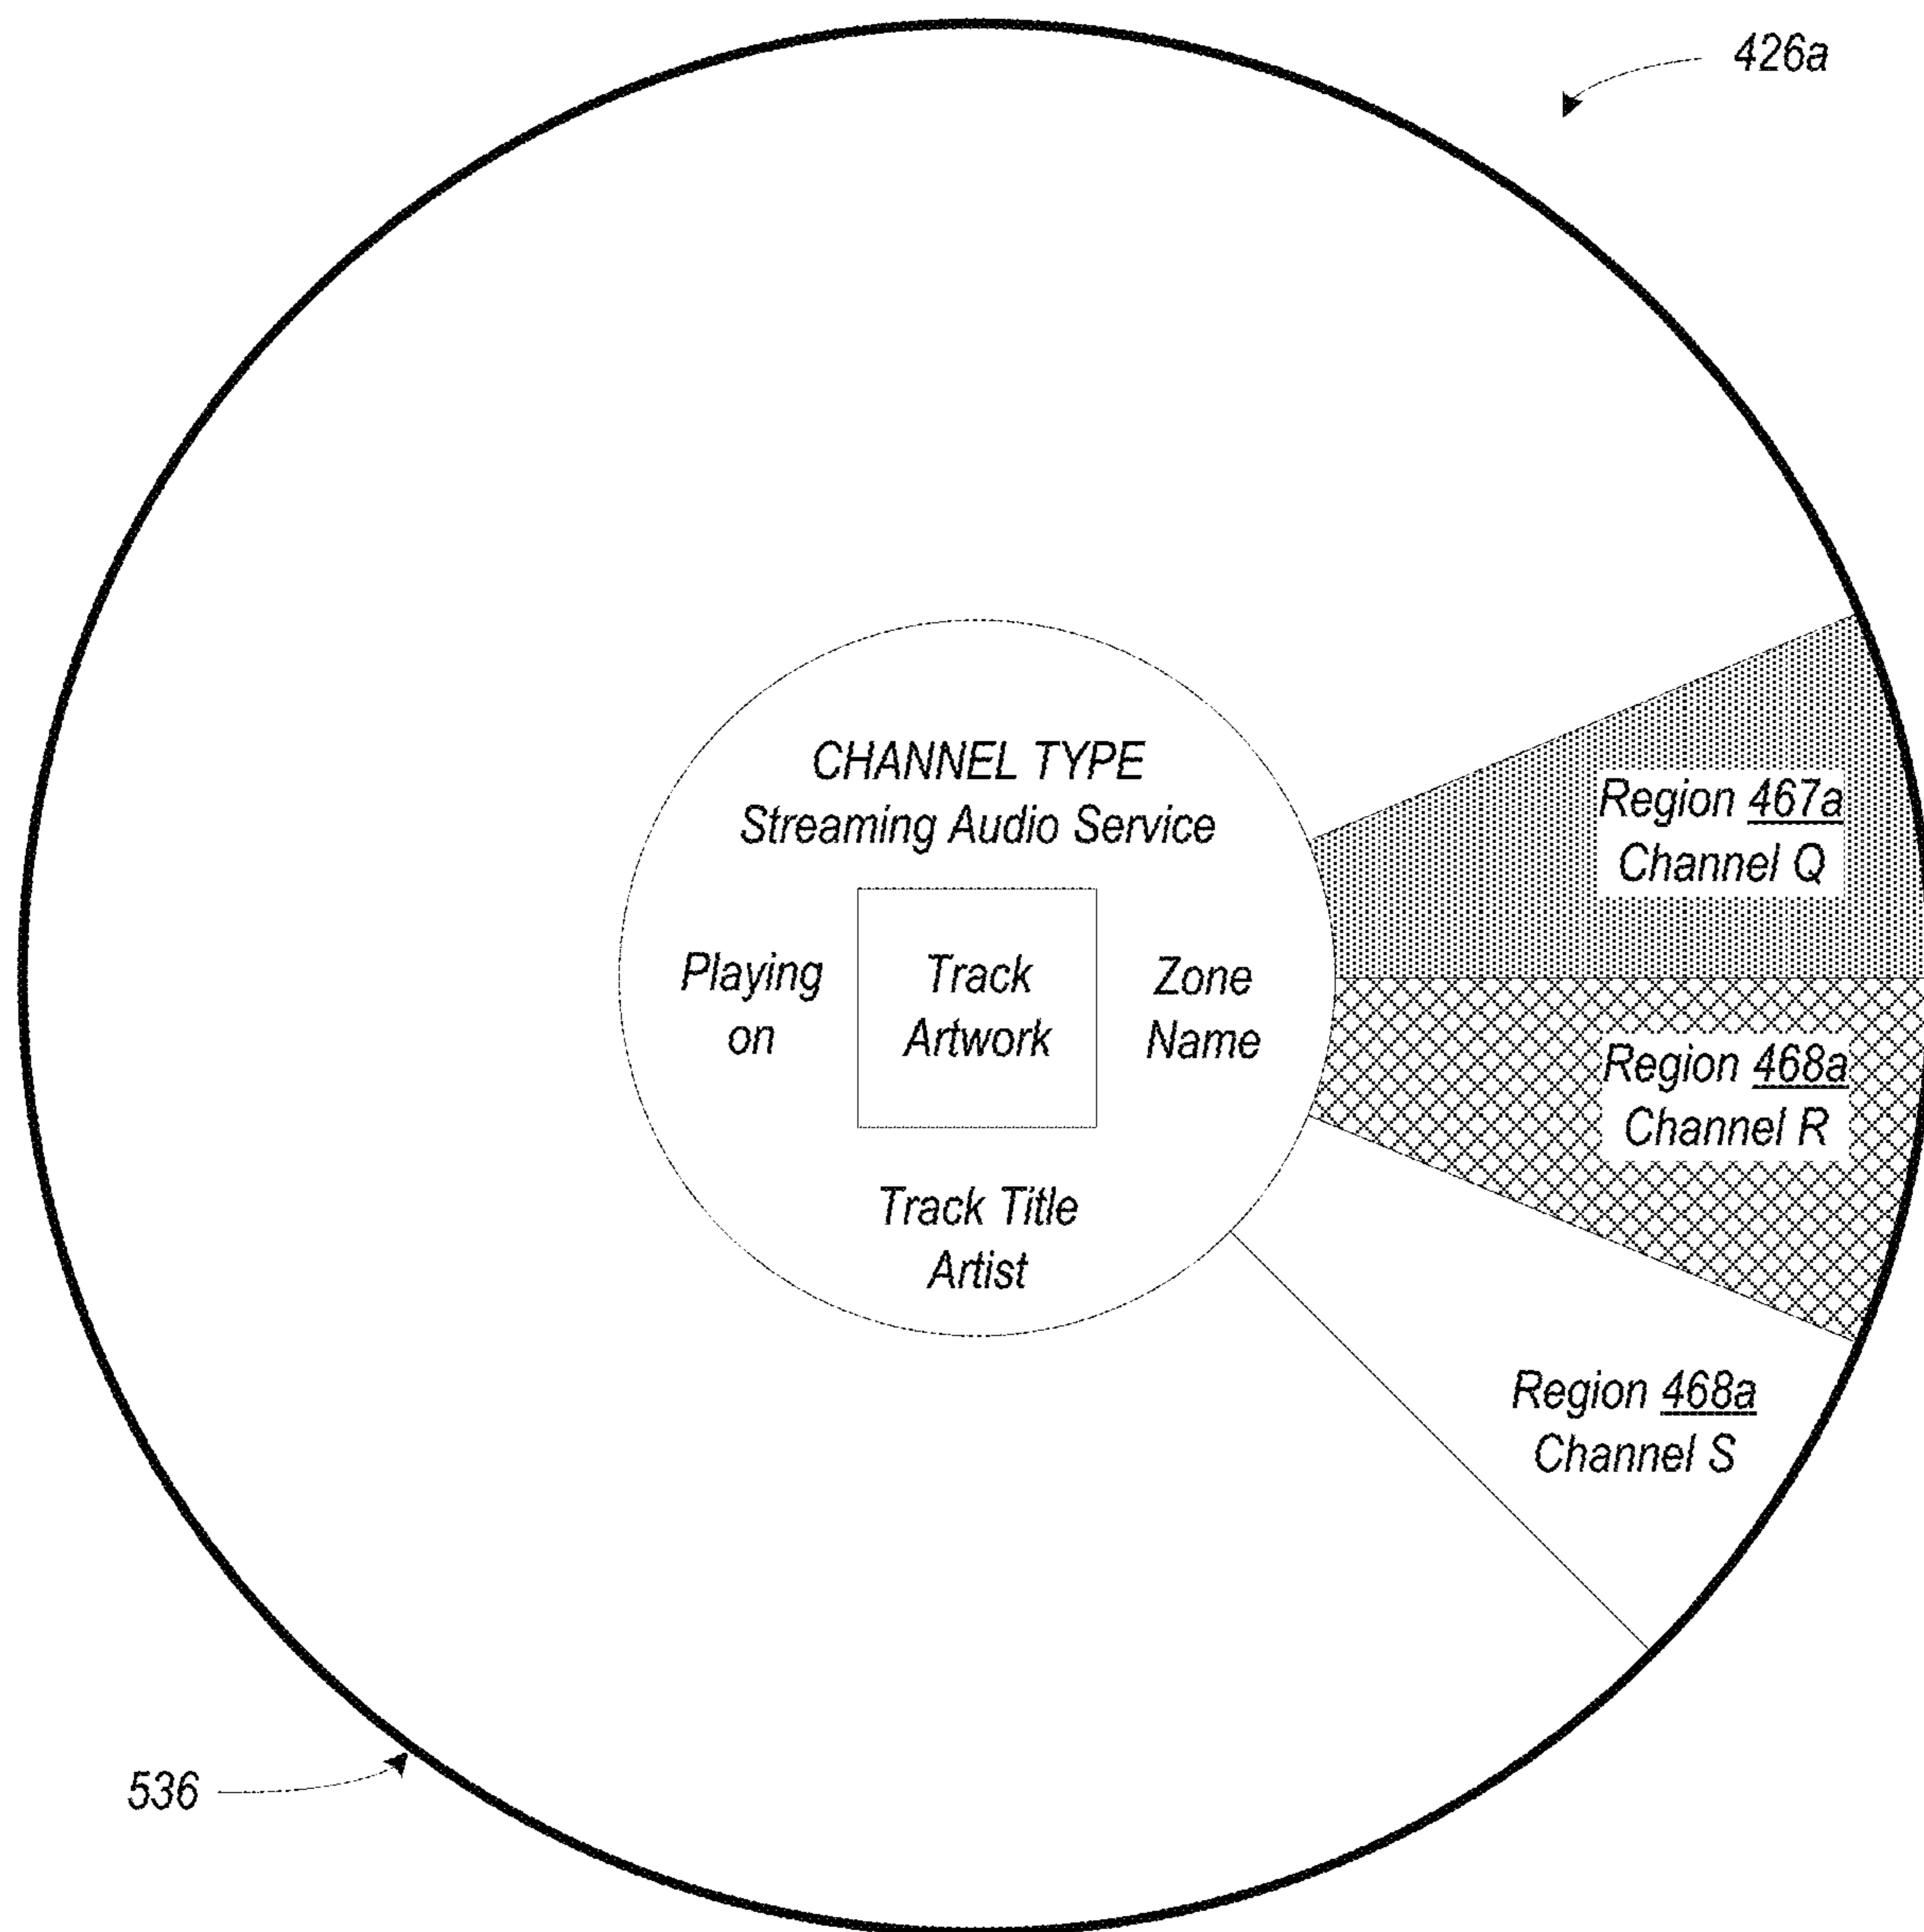 426a
CHANNEL TYPE
Streaming Audio Service
Playing
on
Track
Artwork
Zone
Name
Track Title
Artist
Region 467a
Channel Q
Region 468a
Channel R
Region 468a
Channel S
536